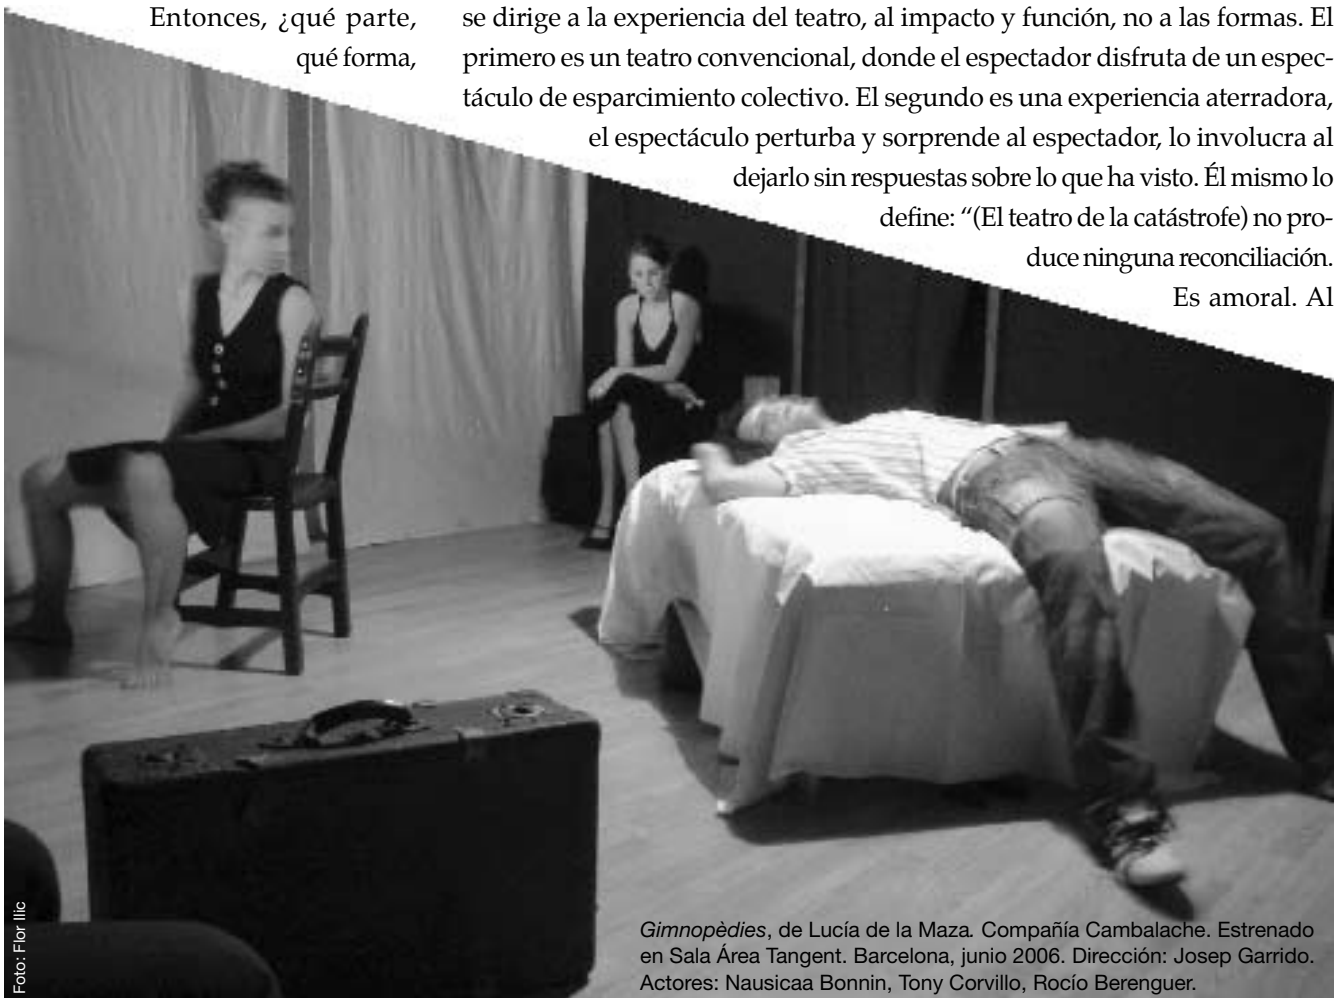 Entonces, ¿qué parte,
qué forma,
se dirige a la experiencia del teatro, al impacto y función, no a las formas. El
primero es un teatro convencional, donde el espectador disfruta de un espec-
táculo de esparcimiento colectivo. El segundo es una experiencia aterradora,
el espectáculo perturba y sorprende al espectador, lo involucra al
dejarlo sin respuestas sobre lo que ha visto. Él mismo lo
define: “(El teatro de la catástrofe) no pro-
duce ninguna reconciliación.
Es amoral. Al
Foto: Flor Ilic
Gimnopèdies, de Lucía de la Maza. Compañía Cambalache. Estrenado
en Sala Área Tangent. Barcelona, junio 2006. Dirección: Josep Garrido.
Actores: Nausicaa Bonnin, Tony Corvillo, Rocío Berenguer.